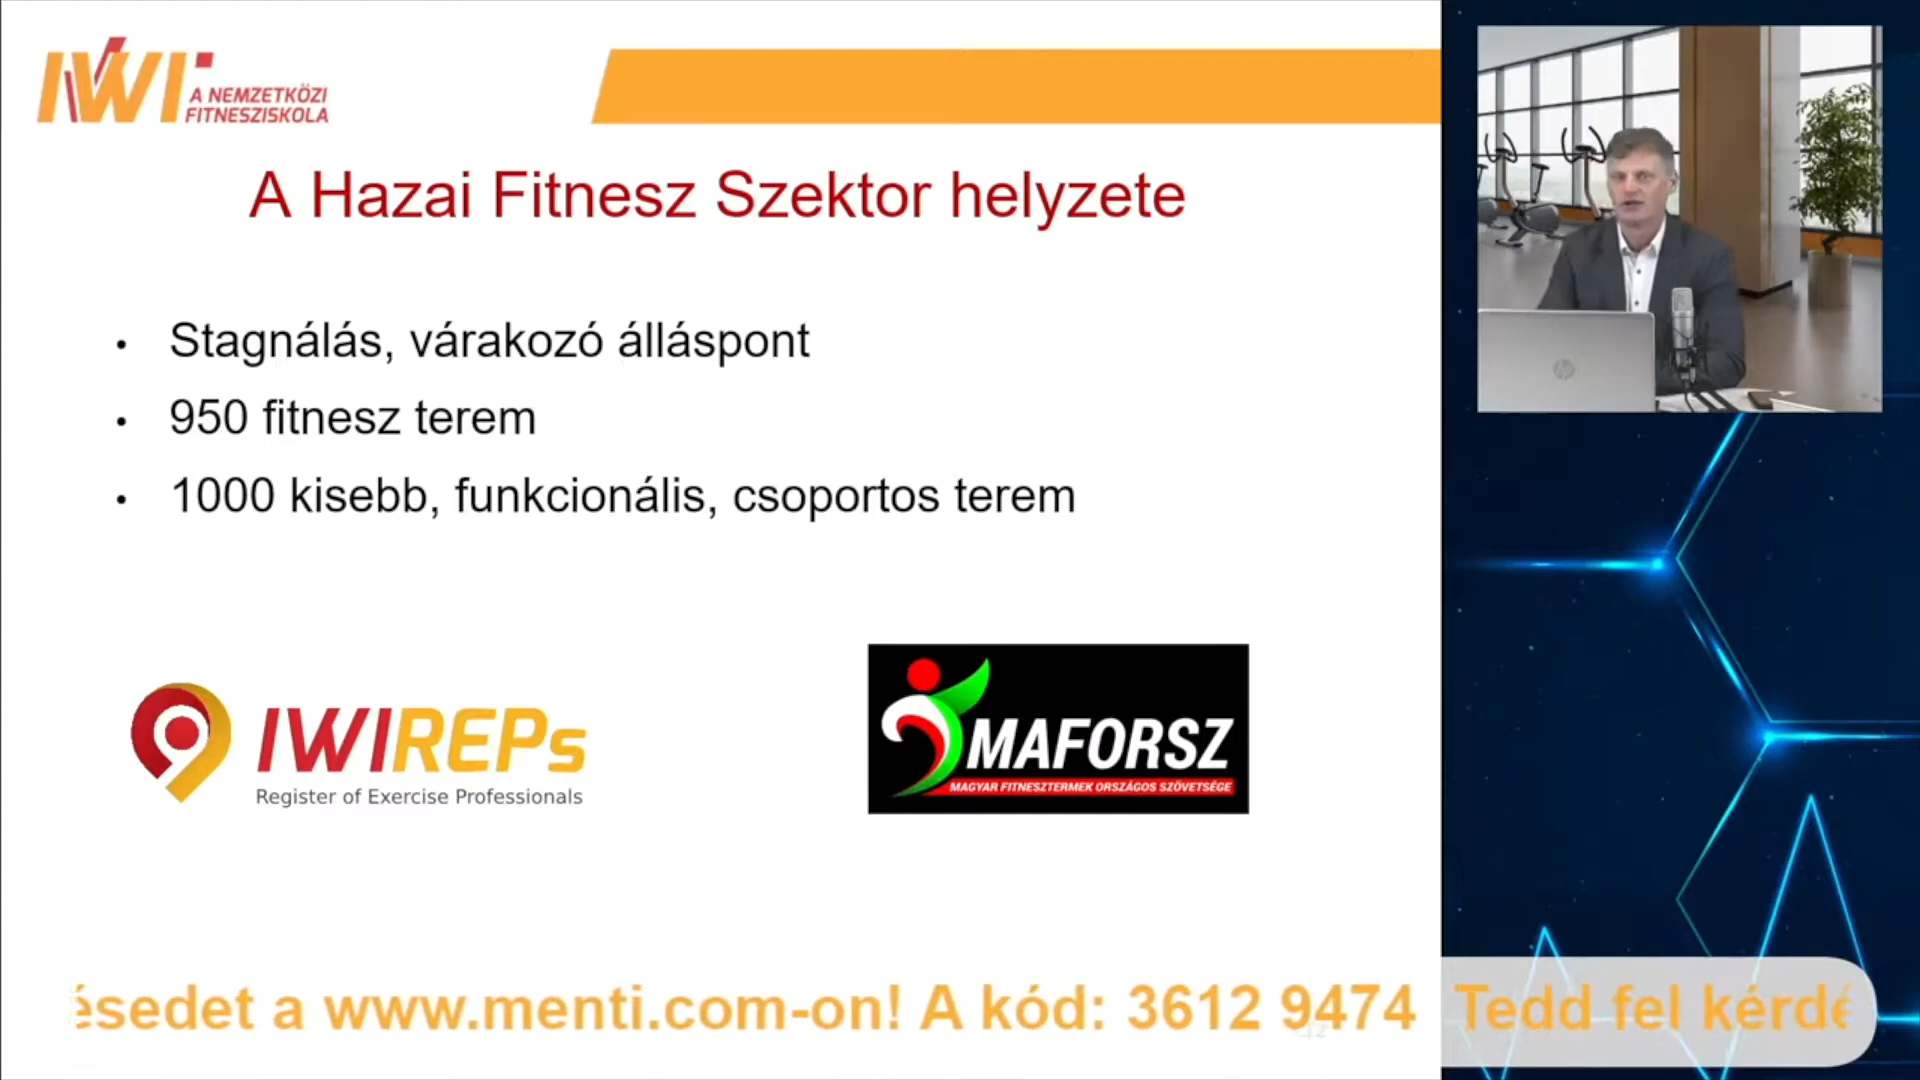 IWI
A NEMZETKÖZI
FITNESZISKOLA
A Hazai Fitnesz Szektor helyzete
• Stagnálás, várakozó álláspont
• 950 fitnesz terem
• 1000 kisebb, funkcionális, csoportos terem
IWIREPs
Register of Exercise Professionals
MAFORSZ
MAGYAR FITNESZTERMEK ORSZÁGOS SZÖVETSÉGE
hp
ésedet a www.menti.com-on! A kód: 3612 9474 Tedd fel kérdé